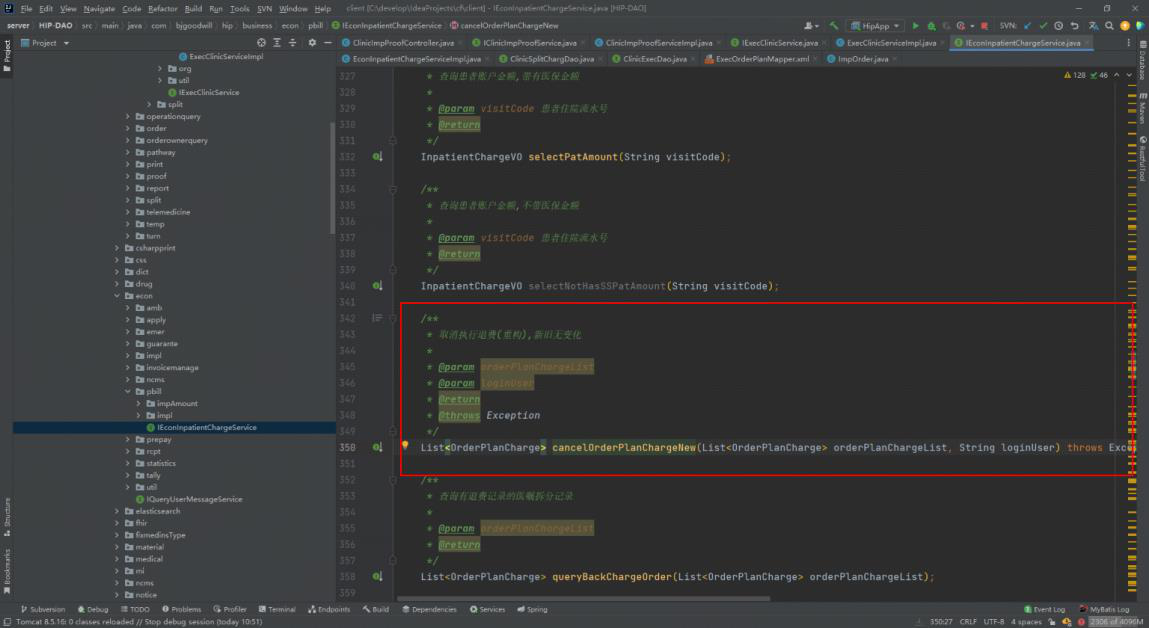 File Edit View Navigate Code Refactor Build Run Tools SVN Window Help client [C:\develop\IdeaProjects\cf\client] - IEconInpatientChargeService.java [HIP-DAO]
server HIP-DAO src main java com bjgoodwill hip business econ pbill IEconInpatientChargeService cancelOrderPlanChargeNew HipApp SVN:
Project ClinicImpProofController.java IClinicImpProofService.java ClinicImpProofServiceImpl.java IExecClinicService.java ExecClinicServiceImpl.java IEconInpatientChargeService.java
EconInpatientChargeServiceImpl.java ClinicSplitChargDao.java ClinicExecDao.java ExecOrderPlanMapper.xml ImpOrder.java
Project
Database
Maven
RestfulTool
Structure
Bookmarks
ExecClinicServiceImpl
org
util
IExecClinicService
split
operationquery
order
orderownerquery
pathway
print
proof
report
split
telemedicine
temp
turn
csharpprint
css
dict
drug
econ
amb
apply
emer
guarante
impl
invoicemanage
ncms
pbill
impAmount
impl
IEconInpatientChargeService
prepay
rcpt
statistics
tally
util
IQueryUserMessageService
elasticsearch
fhir
fixmedinsType
material
medical
mi
ncms
notice
128 46
327 * 查询患者账户金额,带有医保金额
328 *
329 * @param visitCode 患者住院流水号
330 * @return
331 */
332 InpatientChargeVO selectPatAmount(String visitCode);
333
334 /**
335 * 查询患者账户金额,不带医保金额
336 *
337 * @param visitCode 患者住院流水号
338 * @return
339 */
340 InpatientChargeVO selectNotHasSSPatAmount(String visitCode);
341
342 /**
343 * 取消执行退费(重构),新旧无变化
344 *
345 * @param orderPlanChargeList
346 * @param loginUser
347 * @return
348 * @throws Exception
349 */
350 List<OrderPlanCharge> cancelOrderPlanChargeNew(List<OrderPlanCharge> orderPlanChargeList, String loginUser) throws Exce
351
352 /**
353 * 查询有退费记录的医嘱拆分记录
354 *
355 * @param orderPlanChargeList
356 * @return
357 */
358 List<OrderPlanCharge> queryBackChargeOrder(List<OrderPlanCharge> orderPlanChargeList);
359
Subversion Debug TODO Problems Profiler Terminal Endpoints Build Dependencies Services Spring Event Log MyBatis Log
Tomcat 8.5.16: 0 classes reloaded // Stop debug session (today 10:51) 350:27 CRLF UTF-8 4 spaces 2306 of 4096M